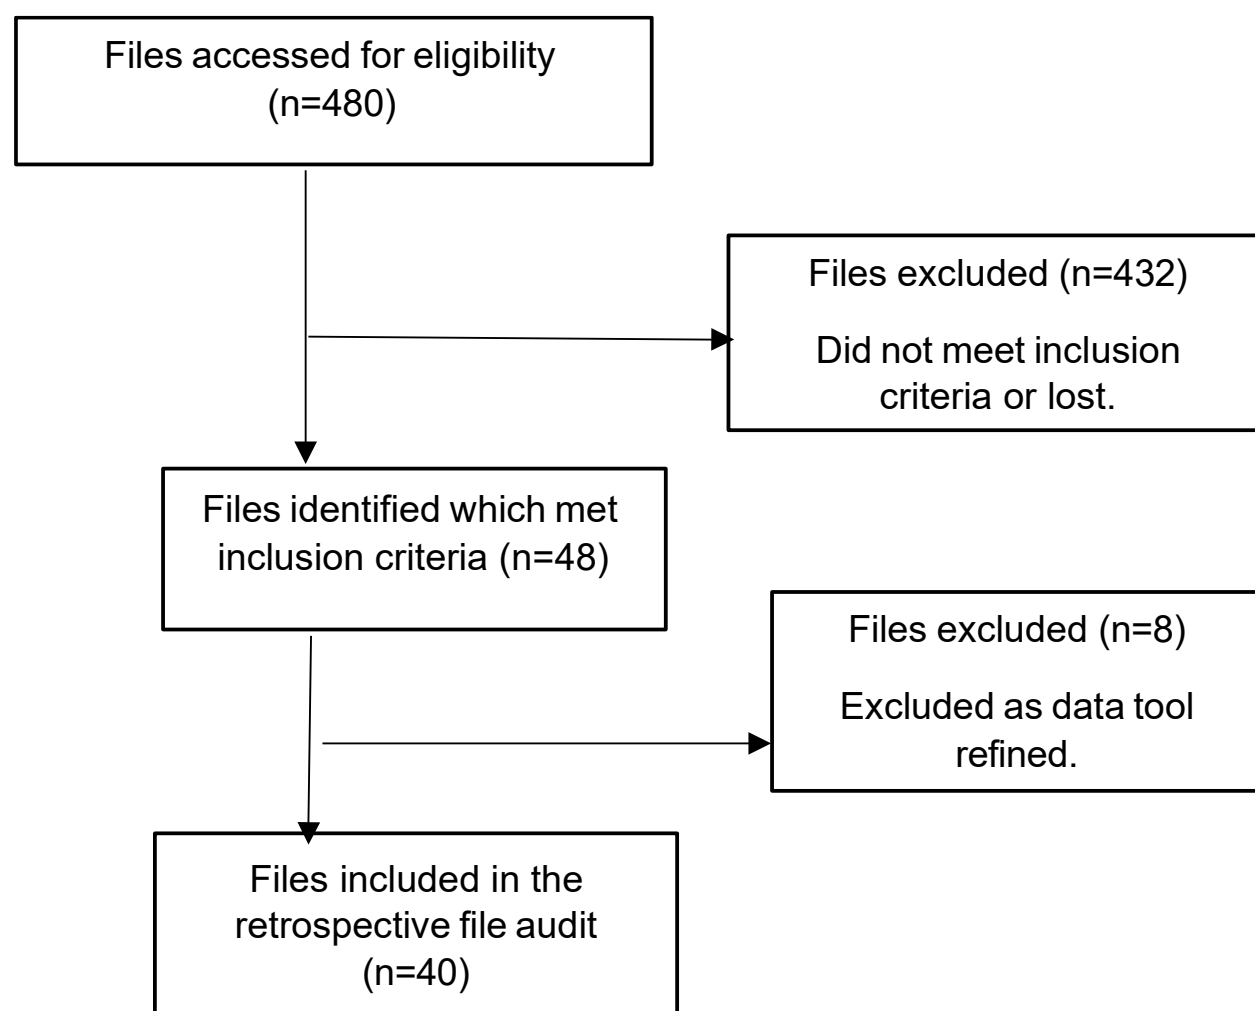 Files accessed for eligibility
(n=480)
Files excluded (n=432)
Did not meet inclusion
criteria or lost.
Files identified which met
inclusion criteria (n=48)
Files excluded (n=8)
Excluded as data tool
refined.
Files included in the
retrospective file audit
(n=40)